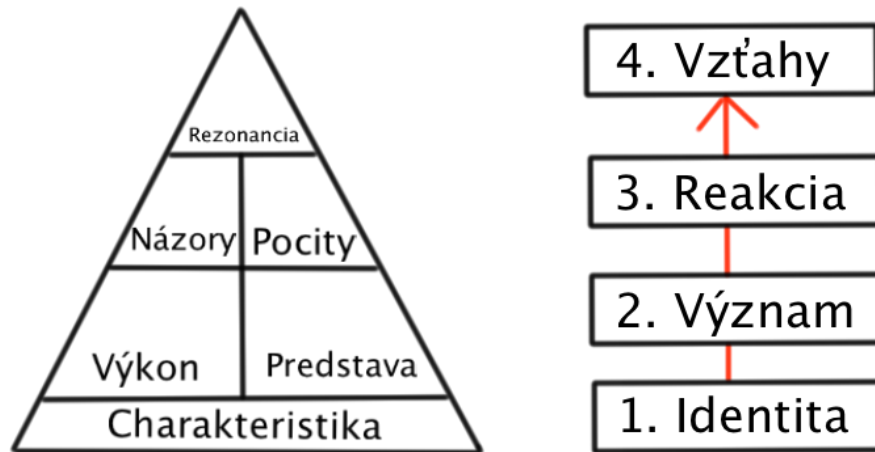 Rezonancia
Názory Pocity
Výkon Predstava
Charakteristika
4. Vzťahy
3. Reakcia
2. Význam
1. Identita